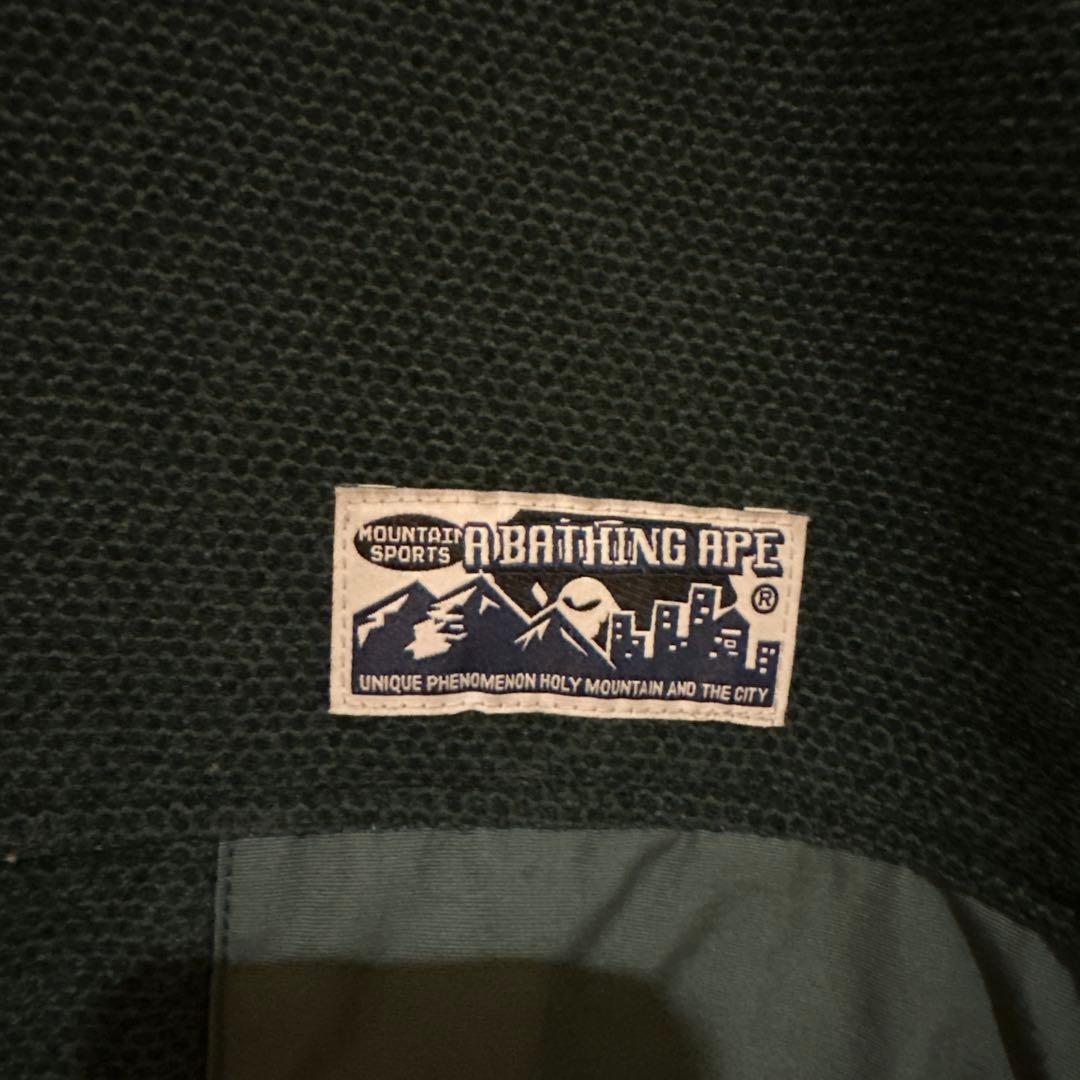 MOUNTAIN
SPORTS
A BATHING APE
®
UNIQUE PHENOMENON HOLY MOUNTAIN AND THE CITY